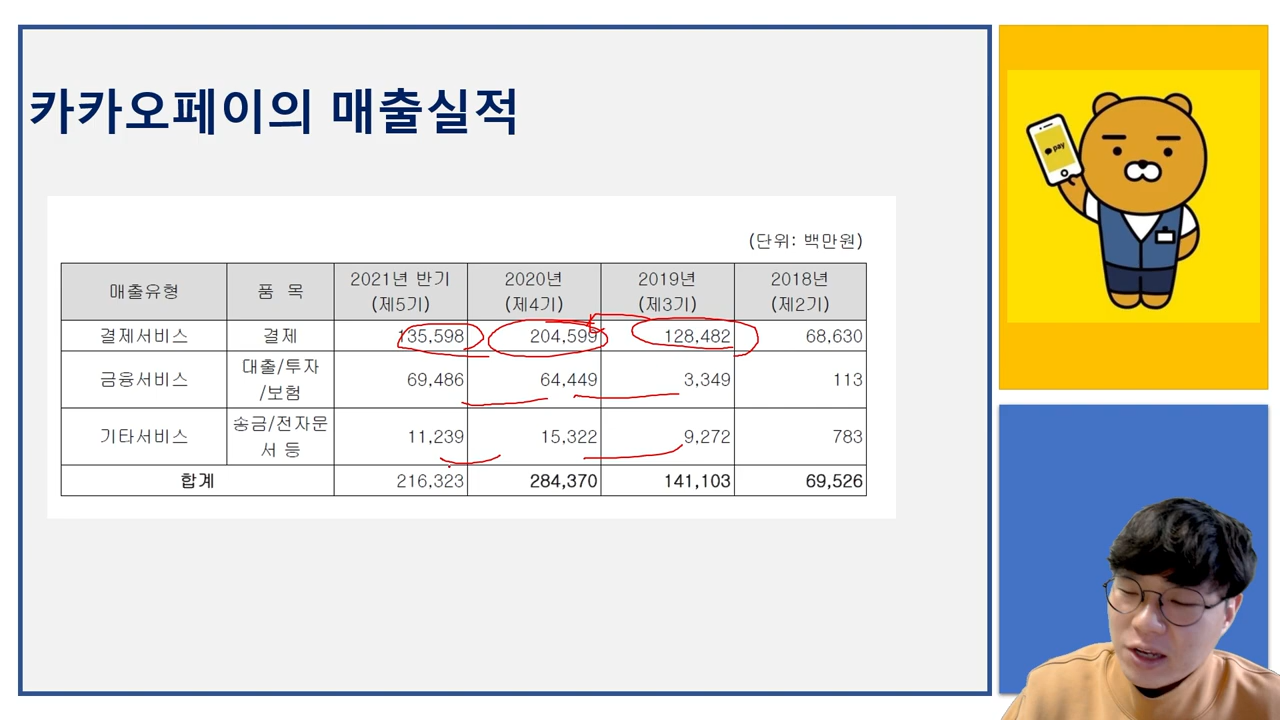 카카오페이의 매출실적
(단위: 백만원)
매출유형 품 목 2021년 반기 (제5기) 2020년 (제4기) 2019년 (제3기) 2018년 (제2기)
결제서비스 결제 135,598 204,599 128,482 68,630
금융서비스 대출/투자/보험 69,486 64,449 3,349 113
기타서비스 송금/전자문서 등 11,239 15,322 9,272 783
합계 216,323 284,370 141,103 69,526
pay